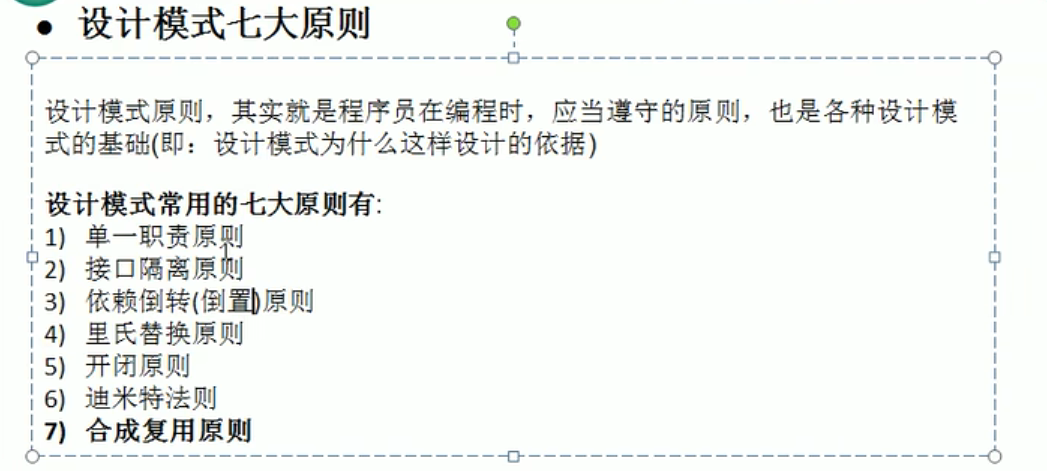 ● 设计模式七大原则
设计模式原则，其实就是程序员在编程时，应当遵守的原则，也是各种设计模
式的基础(即：设计模式为什么这样设计的依据)
设计模式常用的七大原则有:
1) 单一职责原则
2) 接口隔离原则
3) 依赖倒转(倒置)原则
4) 里氏替换原则
5) 开闭原则
6) 迪米特法则
7) 合成复用原则